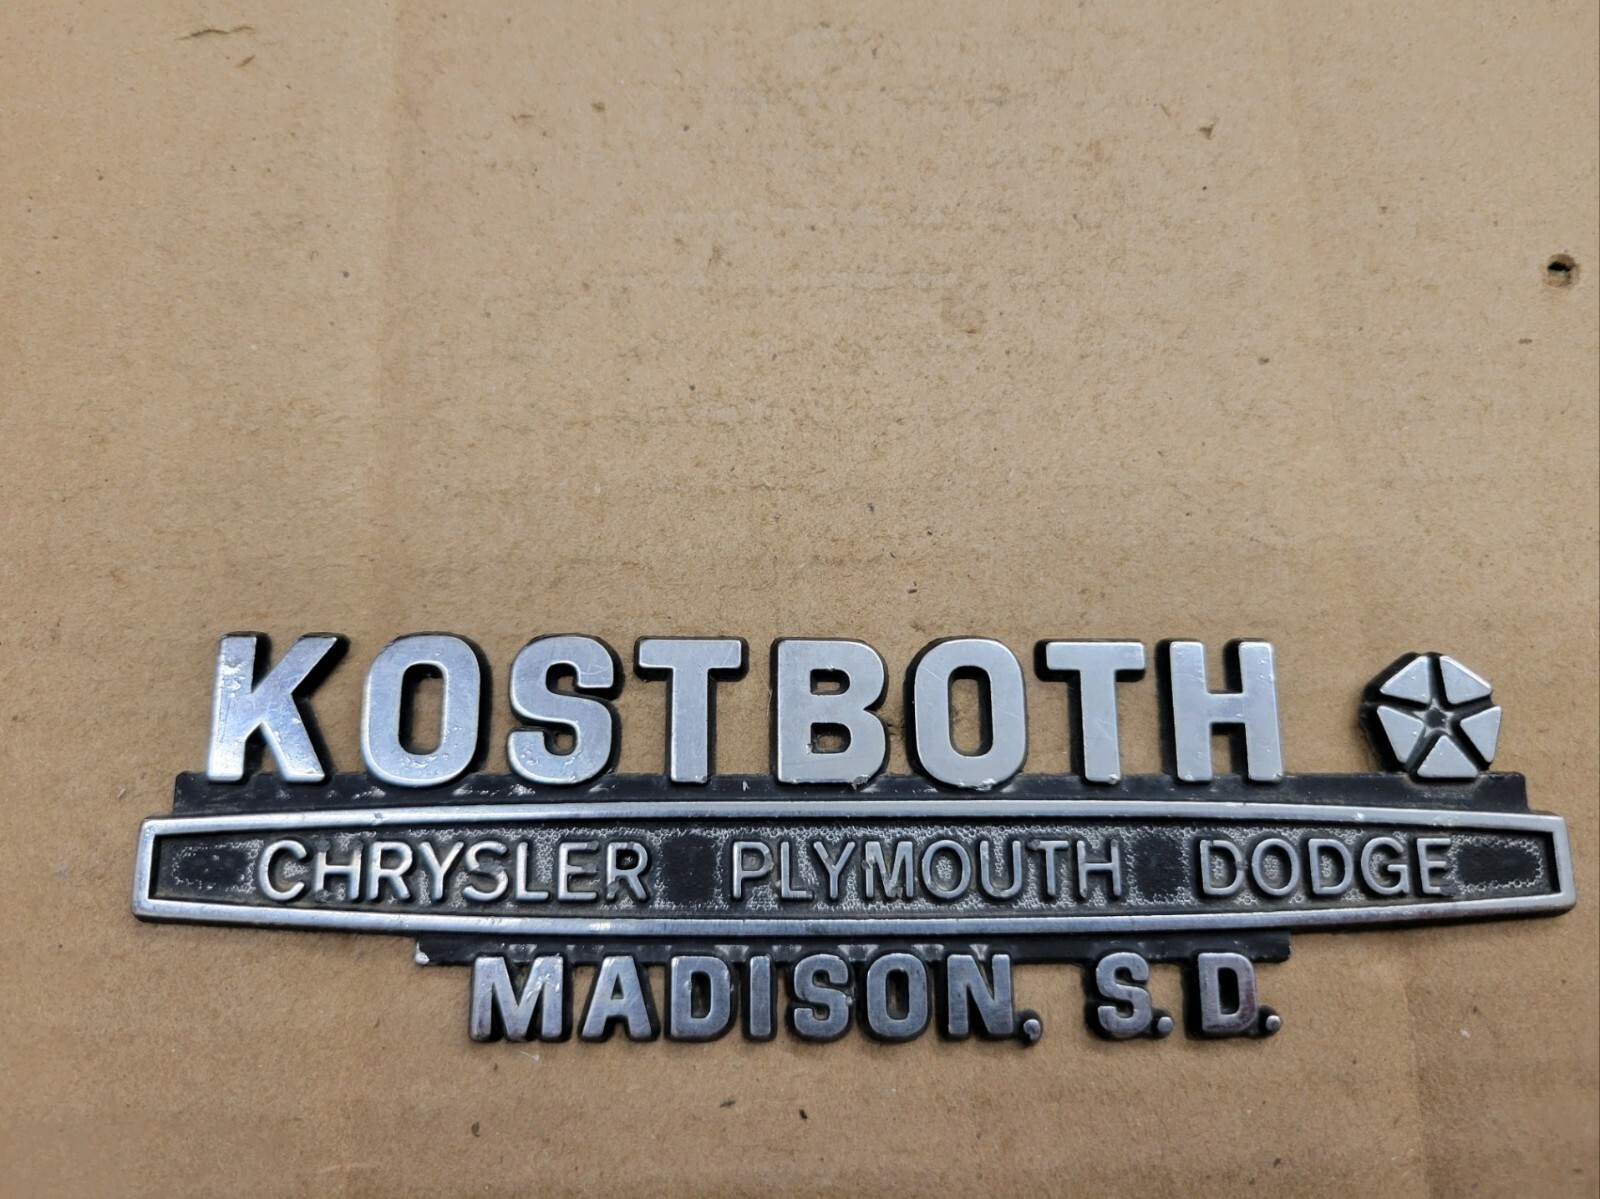 KOSTBOTH
CHRYSLER PLYMOUTH DODGE
MADISON, S.D.